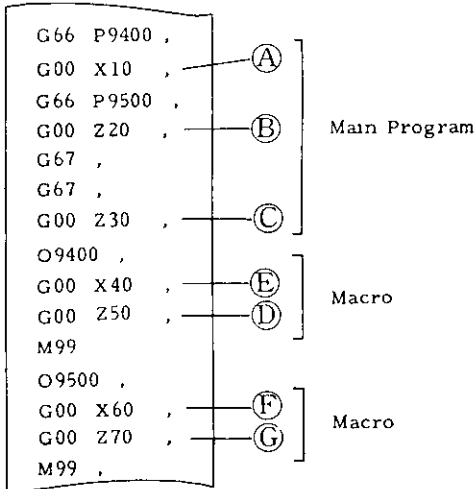 G66 P9400 ,
G00 X10 , A
G66 P9500 ,
G00 Z20 , B
Main Program
G67 ,
G67 ,
G00 Z30 , C
O9400 ,
G00 X40 , E
Macro
G00 Z50 , D
M99
O9500 ,
G00 X60 , F
Macro
G00 Z70 , G
M99 ,